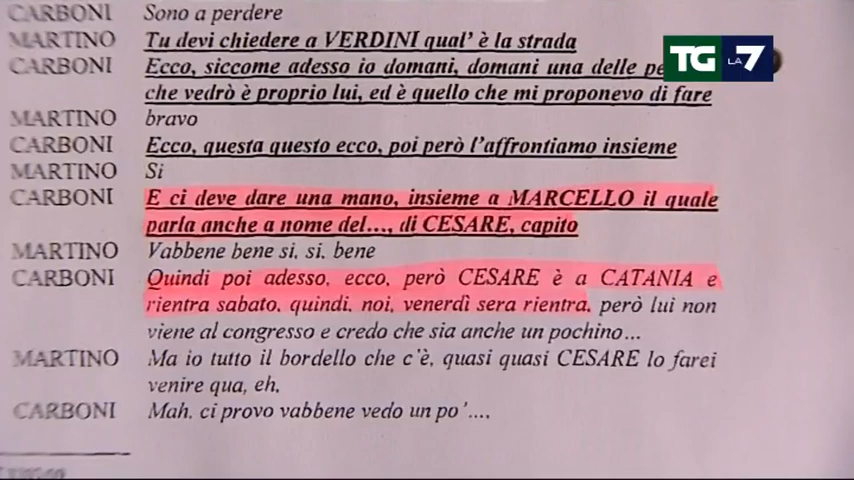 CARBONI Sono a perdere
MARTINO Tu devi chiedere a VERDINI qual' è la strada
CARBONI Ecco, siccome adesso io domani, domani una delle pe
che vedrò è proprio lui, ed è quello che mi proponevo di fare
MARTINO bravo
CARBONI Ecco, questa questo ecco, poi però l'affrontiamo insieme
MARTINO Si
CARBONI E ci deve dare una mano, insieme a MARCELLO il quale
parla anche a nome del…, di CESARE, capito
MARTINO Vabbene bene si, si, bene
CARBONI Quindi poi adesso, ecco, però CESARE è a CATANIA e
rientra sabato, quindi, noi, venerdì sera rientra, però lui non
viene al congresso e credo che sia anche un pochino…
MARTINO Ma io tutto il bordello che c'è, quasi quasi CESARE lo farei
venire qua, eh,
CARBONI Mah, ci provo vabbene vedo un po'…,
TG LA 7